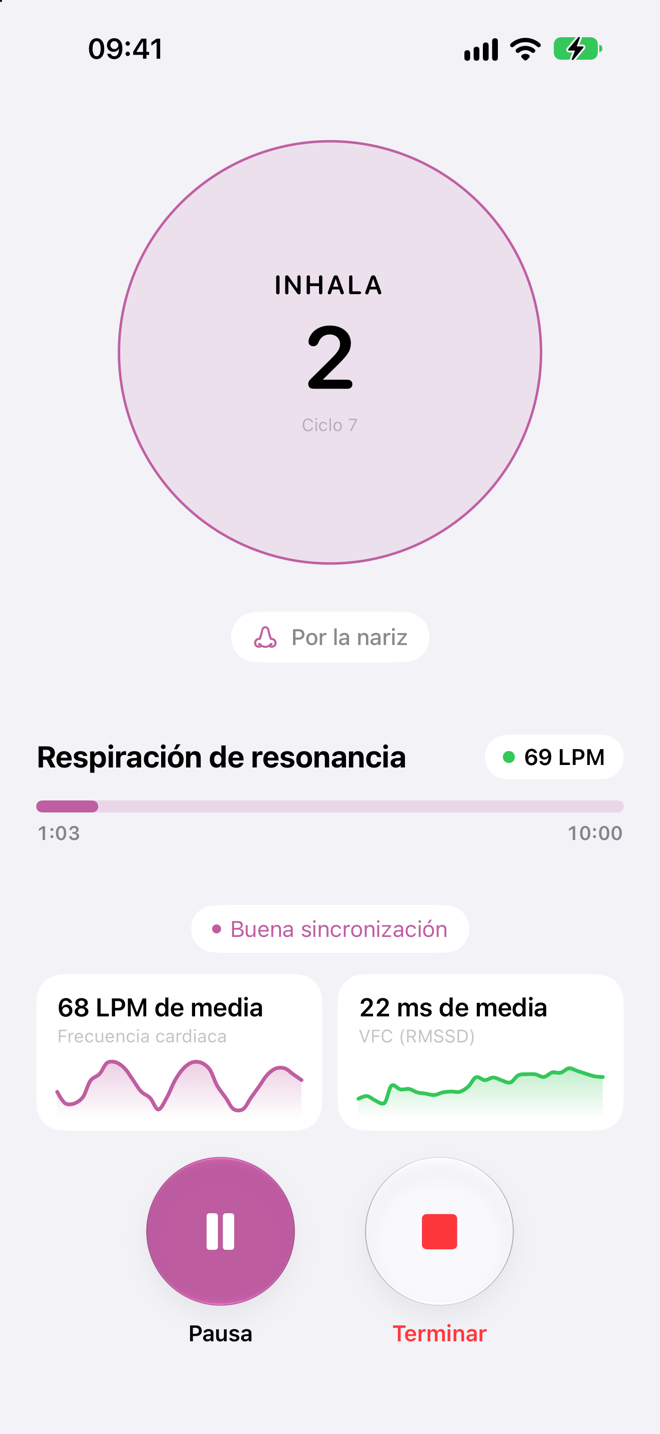 09:41
INHALA
2
Ciclo 7
Por la nariz
Respiración de resonancia
69 LPM
1:03
10:00
Buena sincronización
68 LPM de media
Frecuencia cardiaca
22 ms de media
VFC (RMSSD)
Pausa
Terminar